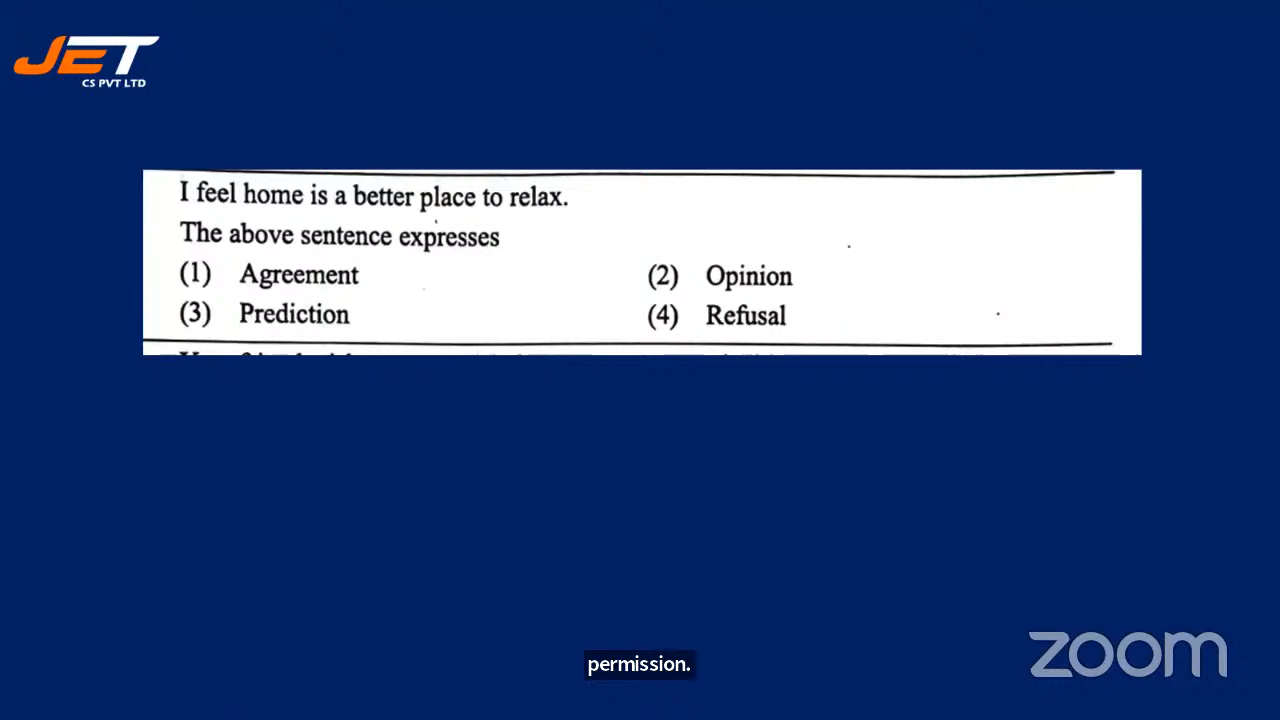 JET
CS PVT LTD
I feel home is a better place to relax.
The above sentence expresses
(1) Agreement (2) Opinion
(3) Prediction (4) Refusal
permission.
zoom